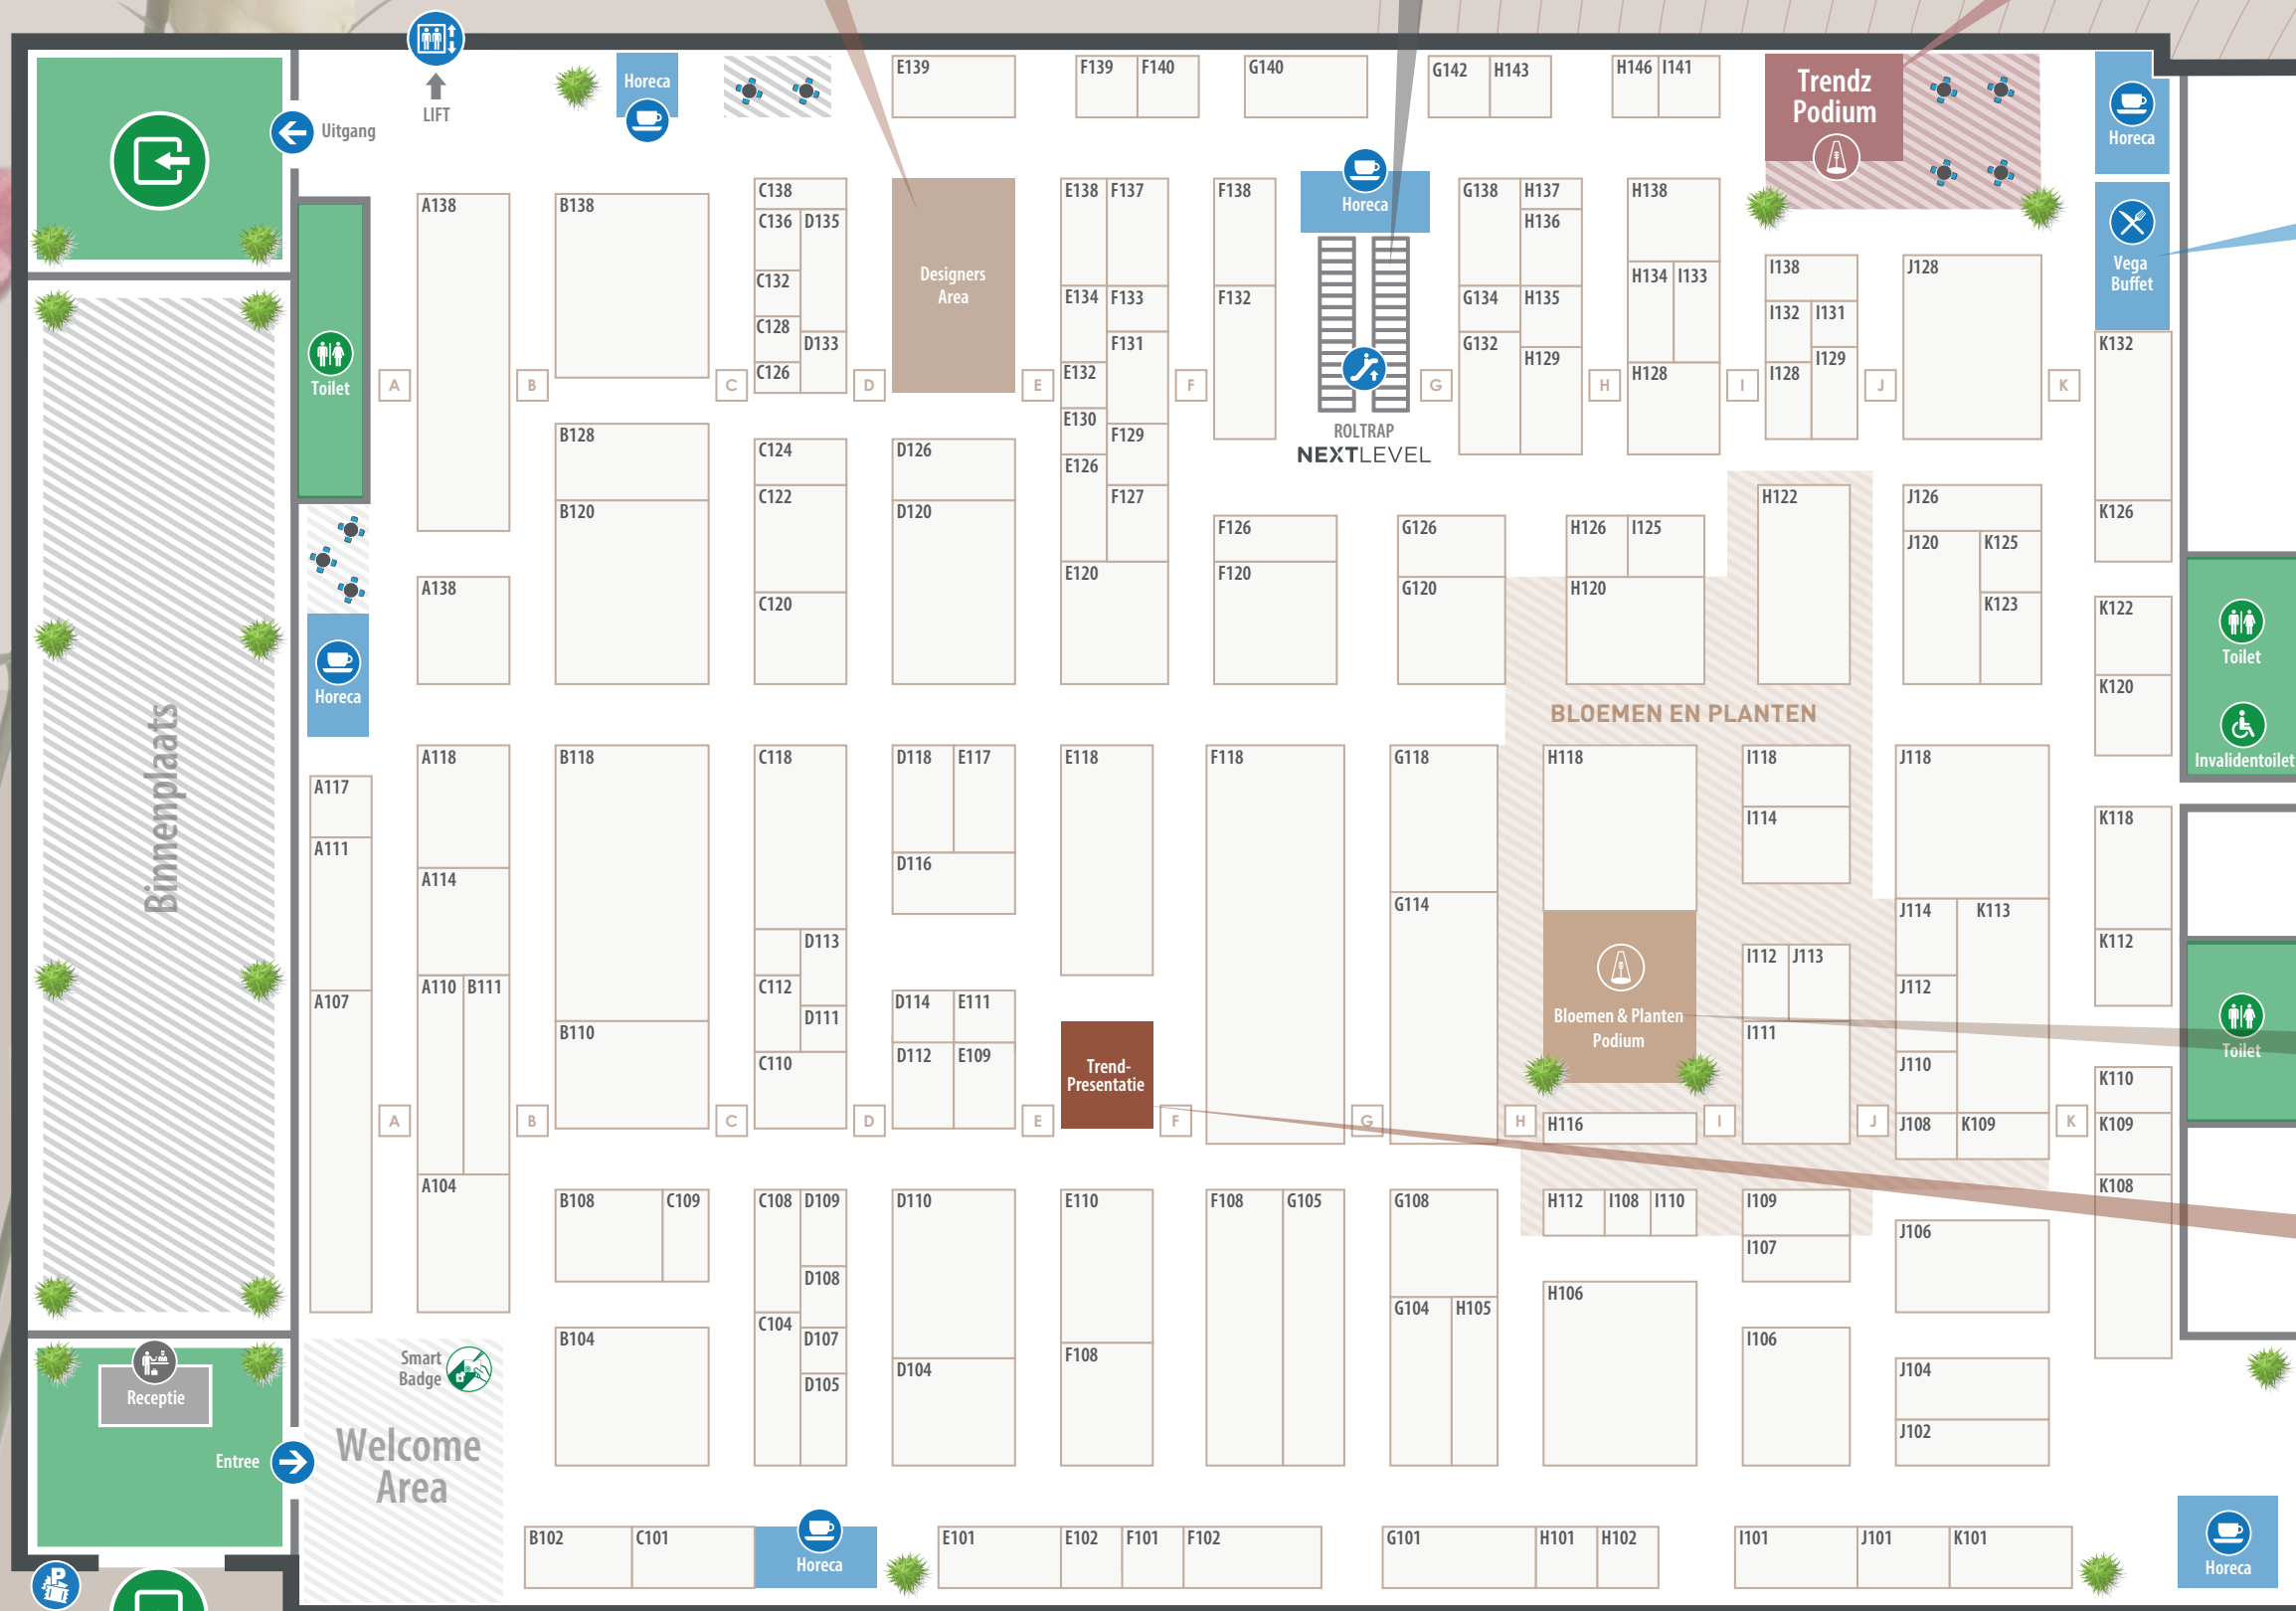 LIFT
Uitgang
Horeca
E139
F139
F140
G140
G142
H143
H146
I141
Trendz
Podium
Horeca
A138
B138
C138
C136
D135
C132
C128
D133
C126
Designers
Area
E138
F137
E134
F133
F131
E132
E130
F129
E126
F127
E120
F138
F132
Horeca
ROLTRAP
NEXTLEVEL
G138
H137
H136
G134
H135
G132
H129
H138
H134
I133
H128
I138
I132
I131
I129
I128
J128
Vega
Buffet
K132
K126
Toilet
A
B
C
D
E
F
G
H
I
J
K
B128
B120
C124
C122
C120
D126
D120
F126
F120
G126
G120
H126
I125
H120
H122
J126
J120
K125
K123
K122
K120
Toilet
Invalidentoilet
A138
Horeca
Binnenplaats
BLOEMEN EN PLANTEN
A117
A111
A107
A118
A114
A110
B111
A104
B118
B110
C118
D113
C112
D111
C110
D118
E117
D116
D114
E111
D112
E109
E118
Trend-
Presentatie
F118
G118
G114
H118
Bloemen & Planten
Podium
H116
I118
I114
I112
J113
I111
J118
J114
K113
J112
J110
J108
K109
K118
K112
K110
K109
K108
Toilet
A
B
C
D
E
F
G
H
I
J
K
B108
C109
C108
D109
D108
C104
D107
D105
D110
D104
E110
F108
F108
G105
G108
G104
H105
H112
I108
I110
H106
I109
I107
I106
J106
J104
J102
B104
Smart
Badge
Receptie
Entree
Welcome
Area
B102
C101
Horeca
E101
E102
F101
F102
G101
H101
H102
I101
J101
K101
Horeca
P